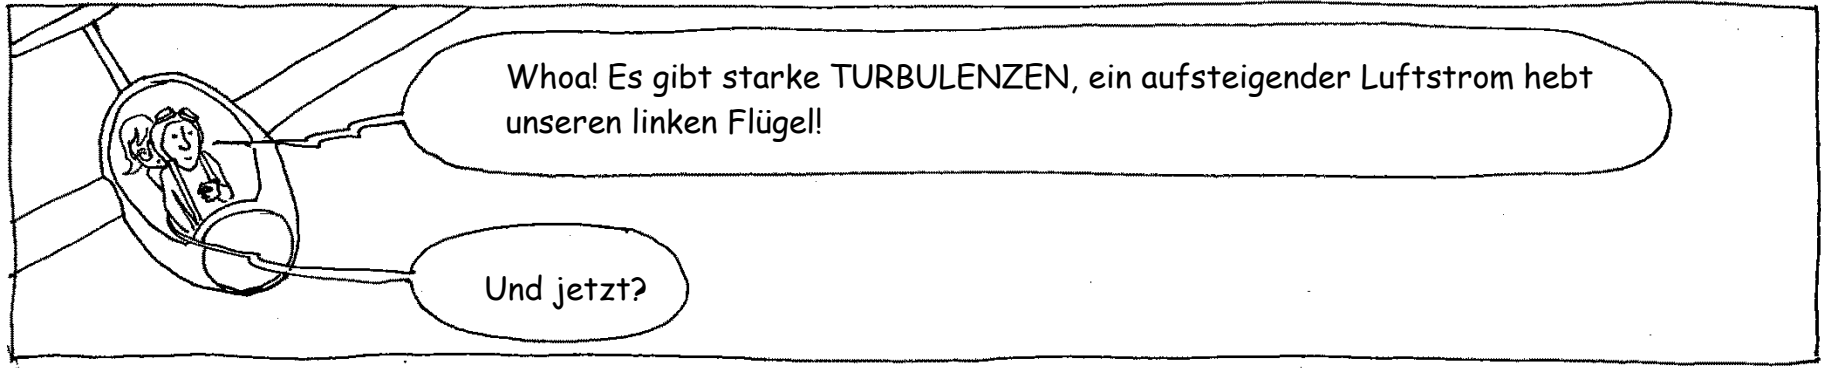 Whoa! Es gibt starke TURBULENZEN, ein aufsteigender Luftstrom hebt
unseren linken Flügel!
Und jetzt?